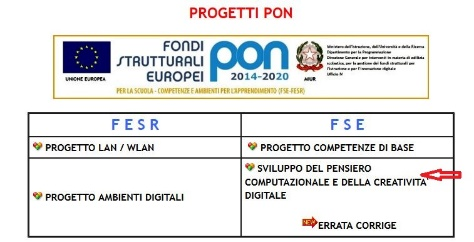 PROGETTI PON
UNIONE EUROPEA
FONDI
STRUTTURALI
EUROPEI
pon
2014-2020
MIUR
Ministero dell'Istruzione, dell'Università e della Ricerca
Dipartimento per la Programmazione
Direzione Generale per interventi in materia di edilizia
scolastica, per la gestione dei fondi strutturali per
l'istruzione e per l'innovazione digitale
Ufficio IV
PER LA SCUOLA - COMPETENZE E AMBIENTI PER L'APPRENDIMENTO (FSE-FESR)
FESR
FSE
PROGETTO LAN / WLAN
PROGETTO COMPETENZE DI BASE
PROGETTO AMBIENTI DIGITALI
SVILUPPO DEL PENSIERO
COMPUTAZIONALE E DELLA CREATIVITÀ
DIGITALE
ERRATA CORRIGE